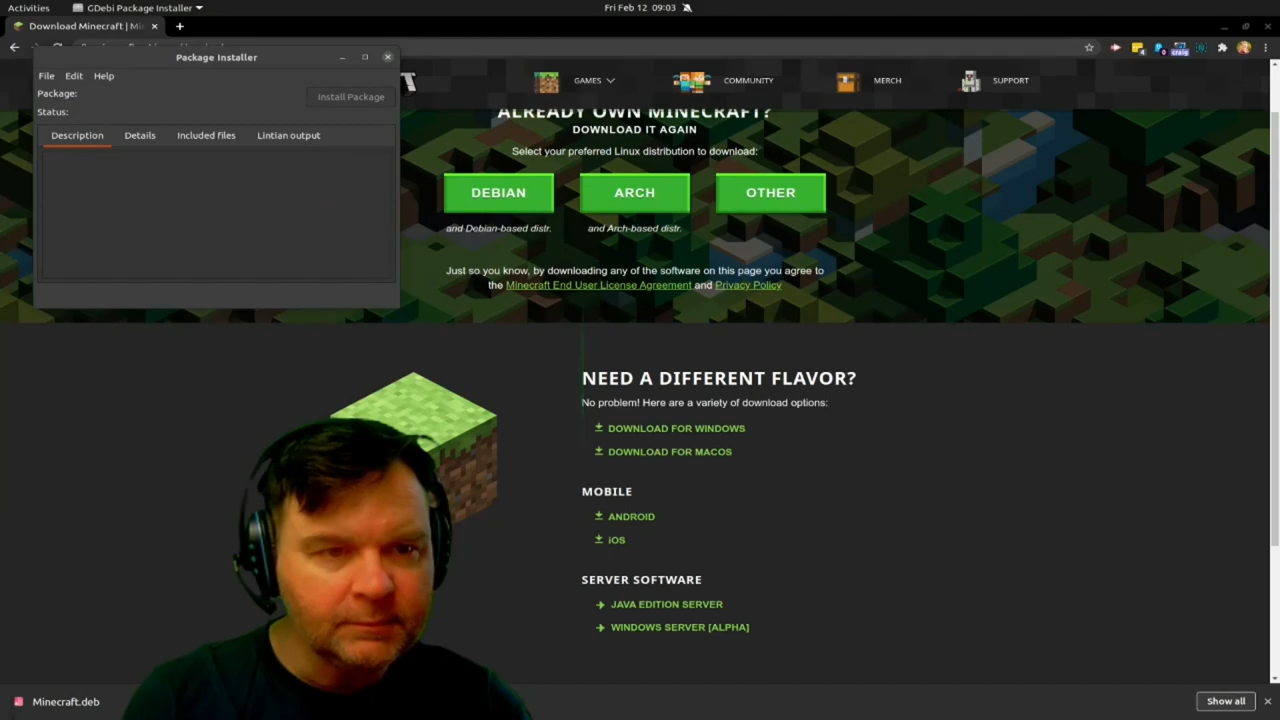 Activities
GDebi Package Installer
Fri Feb 12 09:03
Download Minecraft | Mi
Package Installer
File Edit Help
Package:
Install Package
Status:
Description Details Included files Lintian output
GAMES
COMMUNITY
MERCH
SUPPORT
ALREADY OWN MINECRAFT?
DOWNLOAD IT AGAIN
Select your preferred Linux distribution to download:
DEBIAN
ARCH
OTHER
and Debian-based distr.
and Arch-based distr.
Just so you know, by downloading any of the software on this page you agree to
the Minecraft End User License Agreement and Privacy Policy
NEED A DIFFERENT FLAVOR?
No problem! Here are a variety of download options:
DOWNLOAD FOR WINDOWS
DOWNLOAD FOR MACOS
MOBILE
ANDROID
iOS
SERVER SOFTWARE
JAVA EDITION SERVER
WINDOWS SERVER [ALPHA]
Minecraft.deb
Show all